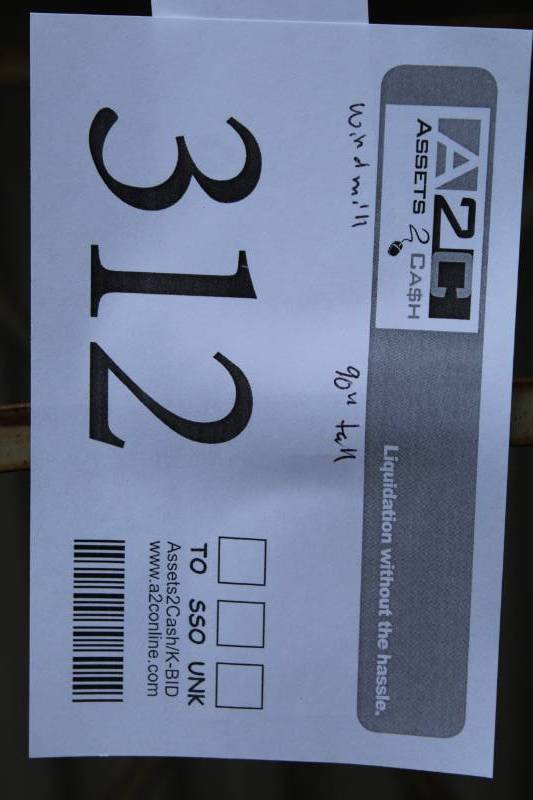 A2C
ASSETS 2 CA$H
Liquidation without the hassle.
windmill 90" tall
312
TO SSO UNK
Assets2Cash/K-BID
www.a2conline.com